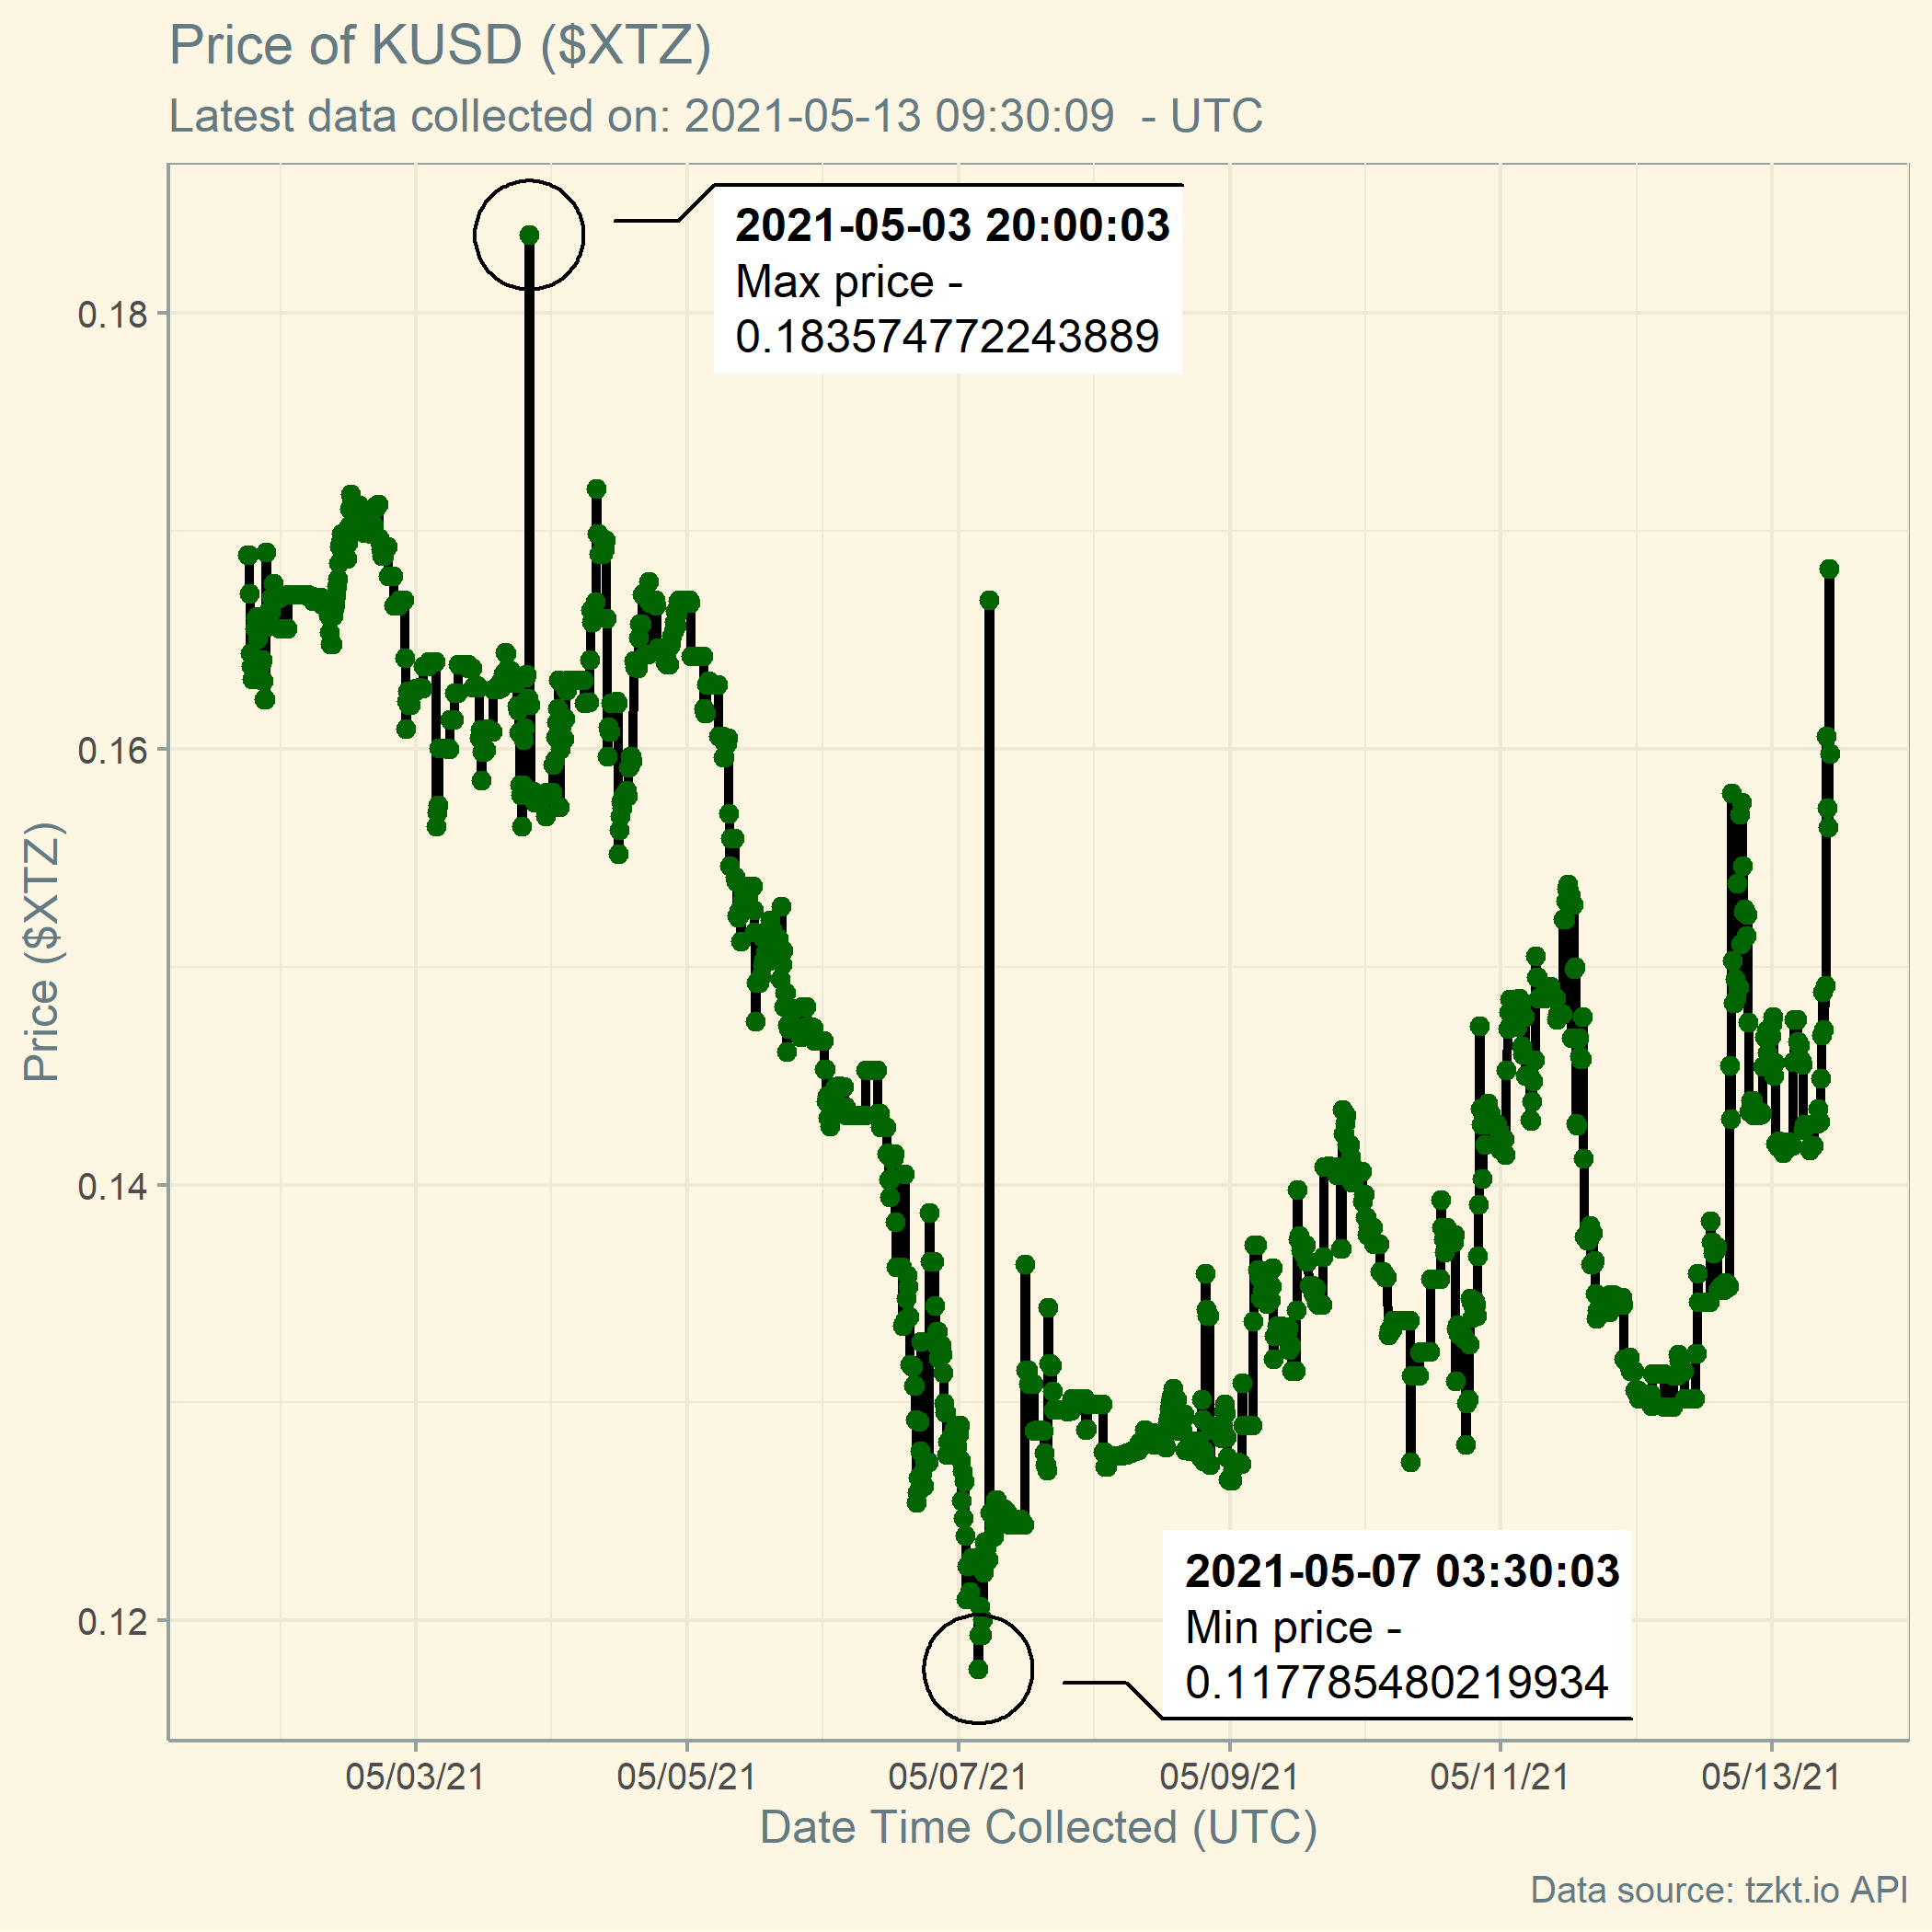 Price of KUSD ($XTZ)
Latest data collected on: 2021-05-13 09:30:09  - UTC
2021-05-03 20:00:03
Max price -
0.183574772243889
0.18
0.16
0.14
0.12
Price ($XTZ)
2021-05-07 03:30:03
Min price -
0.117785480219934
05/03/21
05/05/21
05/07/21
05/09/21
05/11/21
05/13/21
Date Time Collected (UTC)
Data source: tzkt.io API